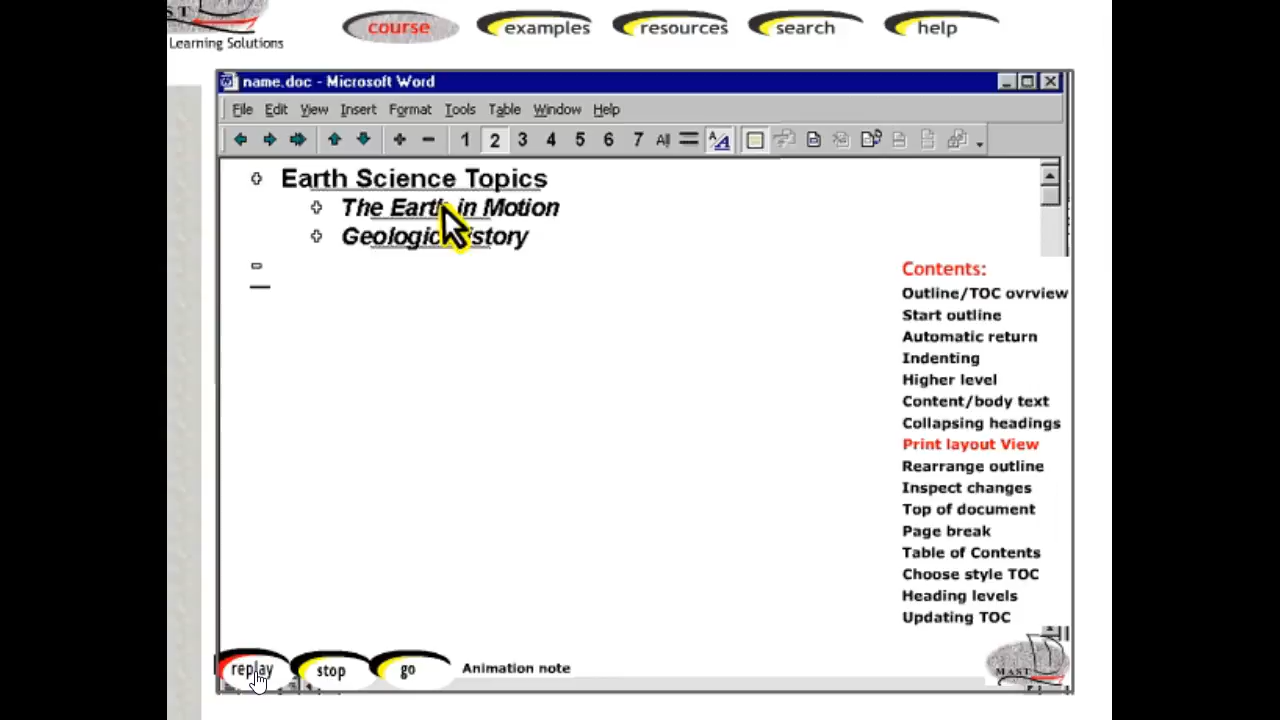 ST
Learning Solutions
course
examples
resources
search
help
name.doc - Microsoft Word
File Edit View Insert Format Tools Table Window Help
1 2 3 4 5 6 7 All
Earth Science Topics
The Earth in Motion
Geologic History
Contents:
Outline/TOC ovrview
Start outline
Automatic return
Indenting
Higher level
Content/body text
Collapsing headings
Print layout View
Rearrange outline
Inspect changes
Top of document
Page break
Table of Contents
Choose style TOC
Heading levels
Updating TOC
replay
stop
go
Animation note
MAST